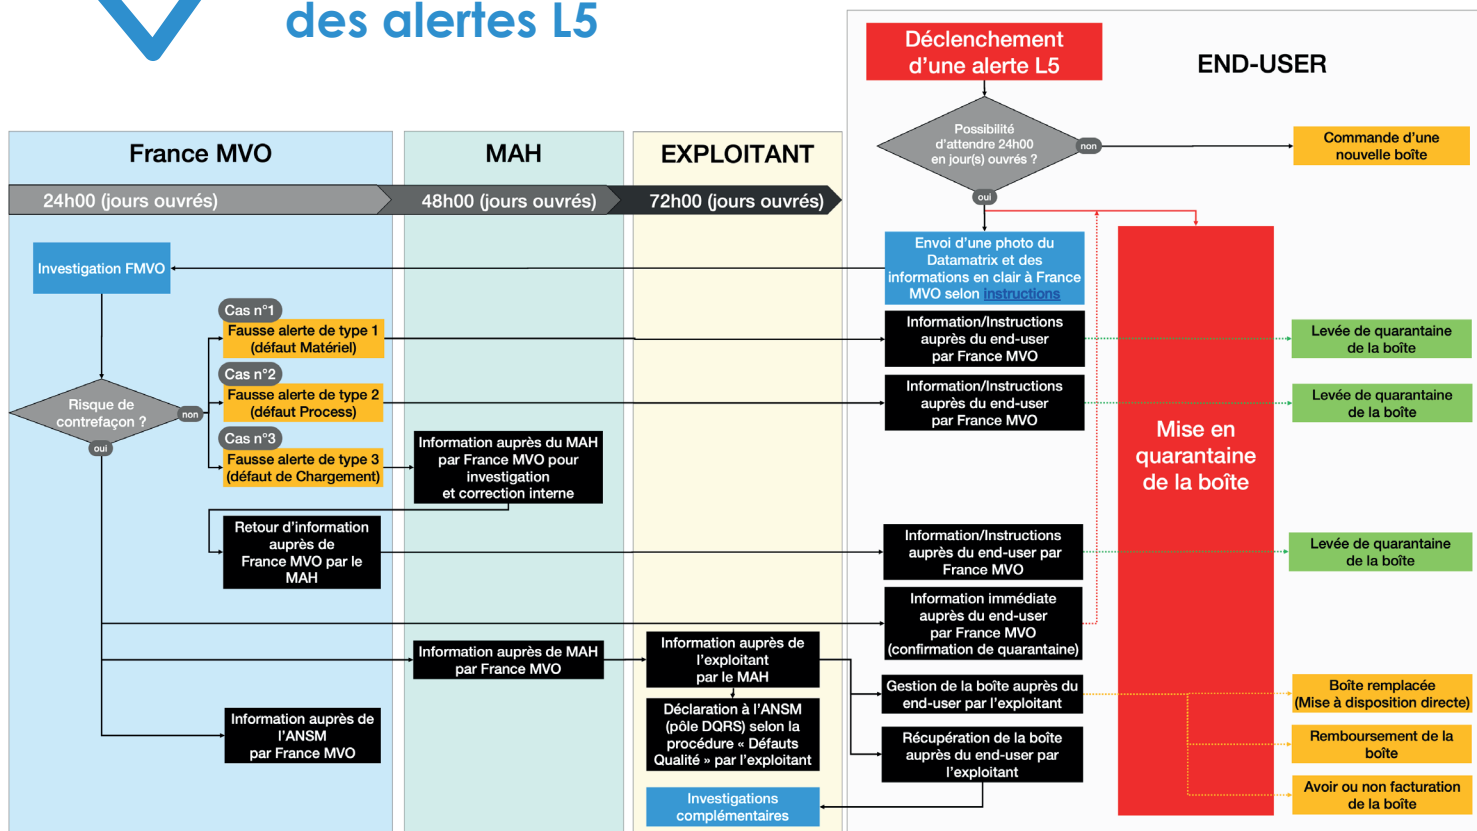 des alertes L5
Déclenchement
d'une alerte L5
END-USER
Possibilité
d'attendre 24h00
en jour(s) ouvrés ?
non
Commande d'une
nouvelle boîte
oui
France MVO
MAH
EXPLOITANT
24h00 (jours ouvrés)
48h00 (jours ouvrés)
72h00 (jours ouvrés)
Investigation FMVO
Envoi d'une photo du
Datamatrix et des
informations en clair à France
MVO selon instructions
Cas n°1
Fausse alerte de type 1
(défaut Matériel)
Information/Instructions
auprès du end-user
par France MVO
Levée de quarantaine
de la boîte
Cas n°2
Fausse alerte de type 2
(défaut Process)
Information/Instructions
auprès du end-user
par France MVO
Levée de quarantaine
de la boîte
Risque de
contrefaçon ?
non
oui
Cas n°3
Fausse alerte de type 3
(défaut de Chargement)
Information auprès du MAH
par France MVO pour
investigation
et correction interne
Mise en
quarantaine
de la boîte
Retour d'information
auprès de
France MVO par le
MAH
Information/Instructions
auprès du end-user par
France MVO
Levée de quarantaine
de la boîte
Information immédiate
auprès du end-user
par France MVO
(confirmation de quarantaine)
Information auprès de MAH
par France MVO
Information auprès de
l'exploitant
par le MAH
Gestion de la boîte auprès du
end-user par l'exploitant
Boîte remplacée
(Mise à disposition directe)
Information auprès de
l'ANSM
par France MVO
Déclaration à l'ANSM
(pôle DQRS) selon la
procédure « Défauts
Qualité » par l'exploitant
Récupération de la boîte
auprès du end-user par
l'exploitant
Remboursement de la
boîte
Investigations
complémentaires
Avoir ou non facturation
de la boîte